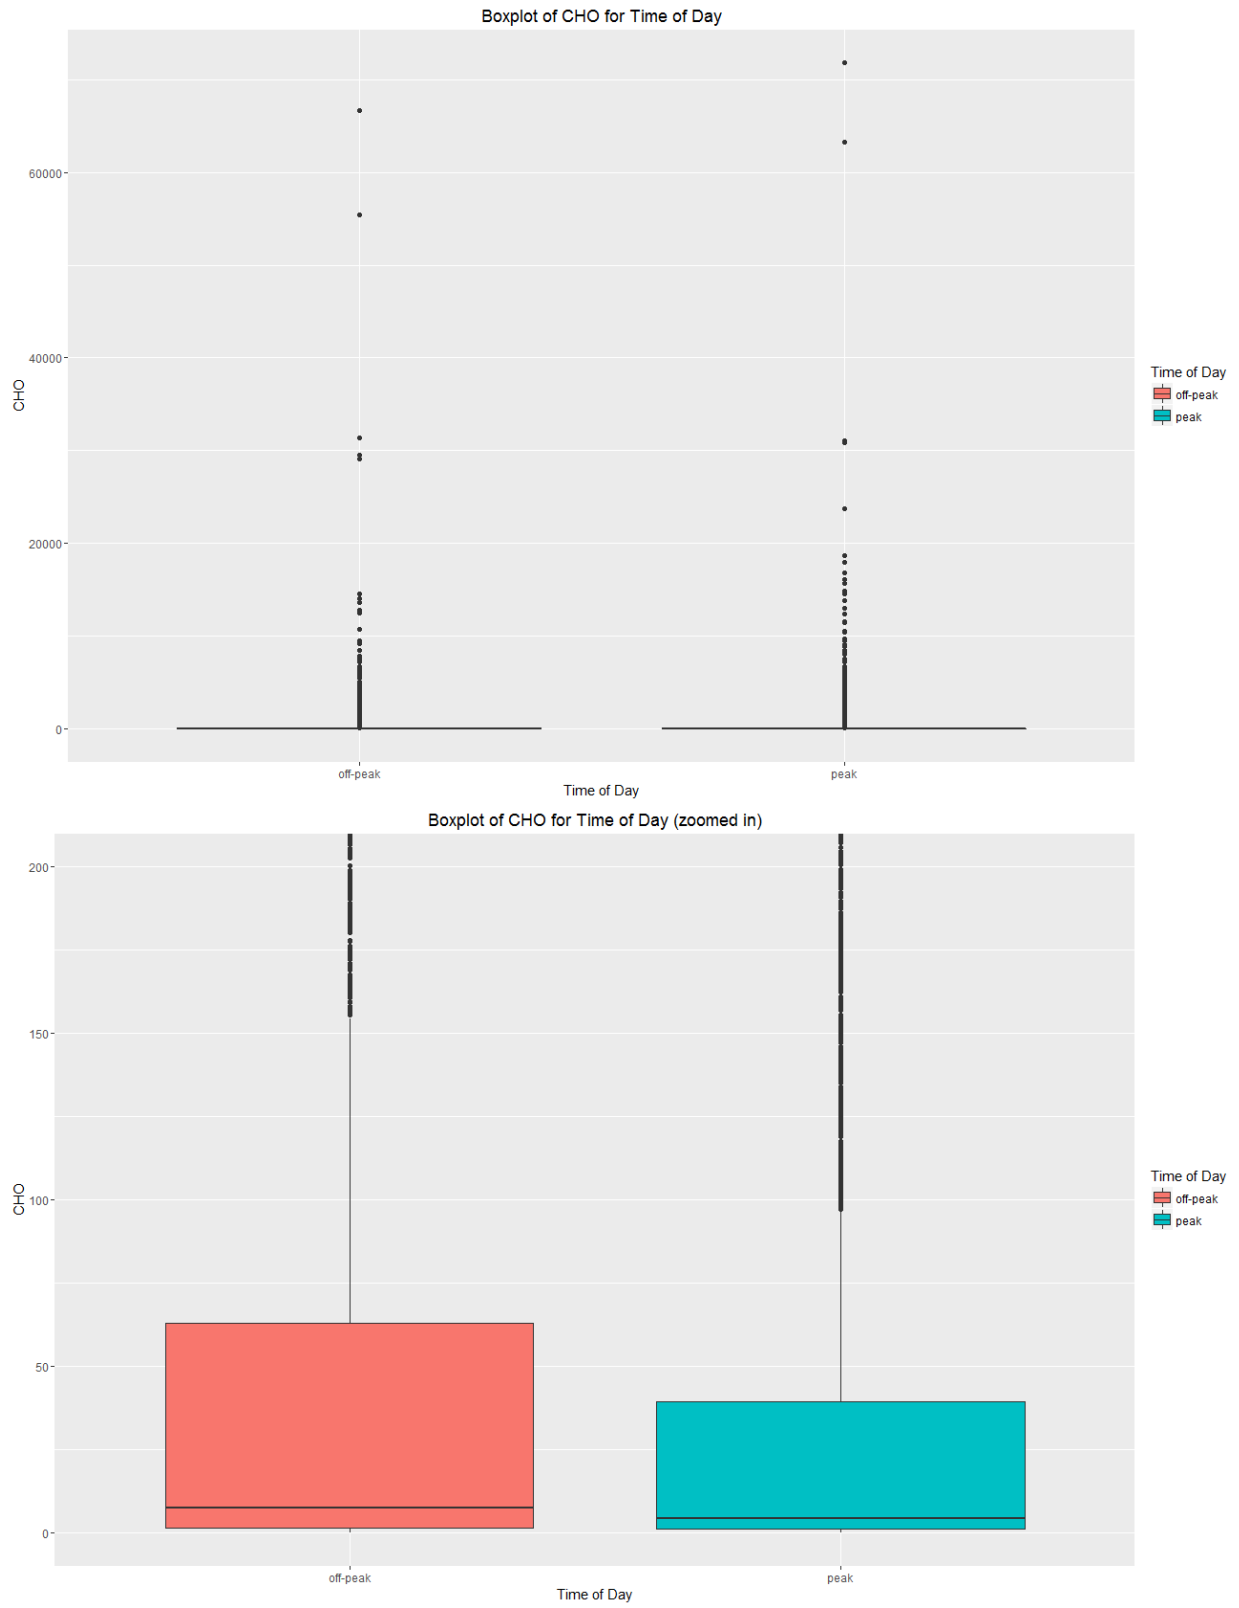 Boxplot of CHO for Time of Day
60000
40000
20000
0
CHO
off-peak
peak
Time of Day
Time of Day
off-peak
peak
Boxplot of CHO for Time of Day (zoomed in)
200
150
100
50
0
CHO
off-peak
peak
Time of Day
Time of Day
off-peak
peak